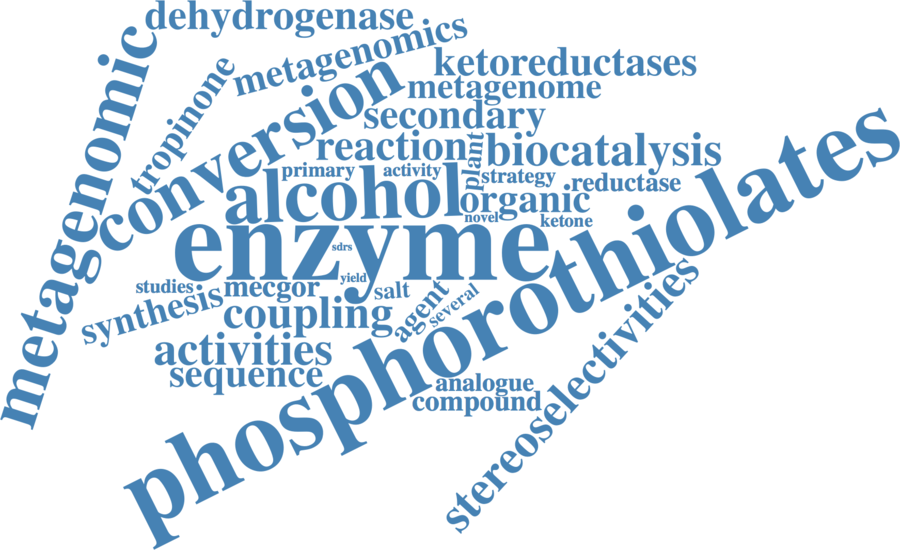 dehydrogenase
metagenomics
metagenomic
tropinone
ketoreductases
metagenome
conversion
secondary
reaction
plant
biocatalysis
primary
activity
strategy
reductase
alcohol
organic
novel
ketone
enzyme
sdrs
yield
phosphorothiolates
studies
mecgor
salt
synthesis
coupling
agent
several
stereoselectivities
activities
sequence
analogue
compound